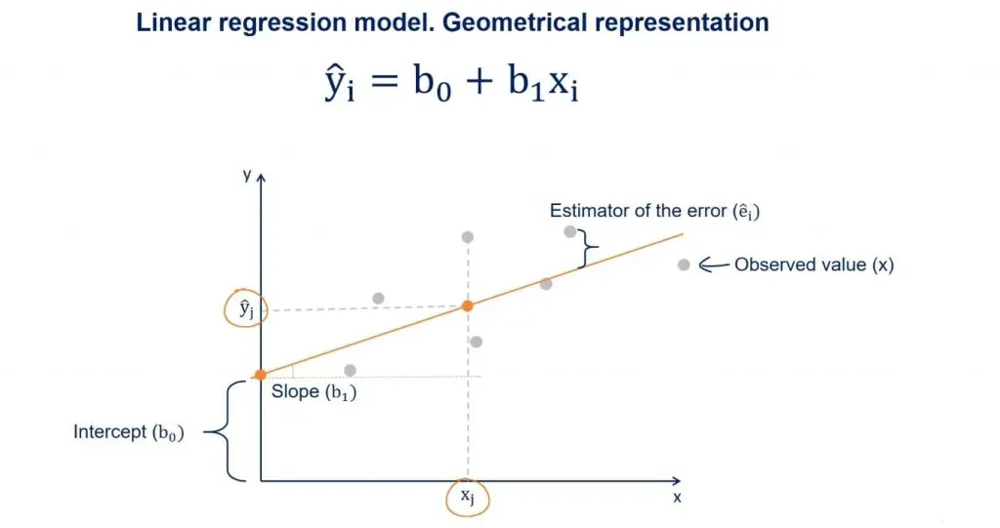 Linear regression model. Geometrical representation
ŷᵢ = b₀ + b₁xᵢ
y
Estimator of the error (êᵢ)
Observed value (x)
ŷⱼ
Slope (b₁)
Intercept (b₀)
xⱼ
x